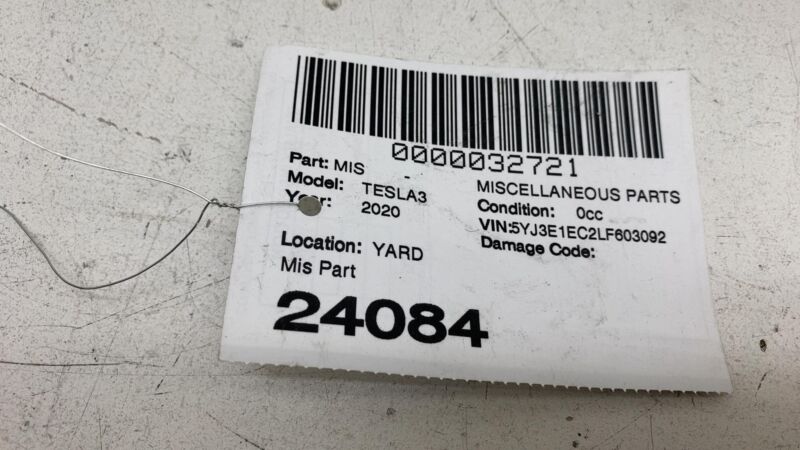 0000032721
Part: MIS -
Model: TESLA3
Year: 2020
MISCELLANEOUS PARTS
Condition: 0cc
VIN:5YJ3E1EC2LF603092
Damage Code:
Location: YARD
Mis Part
24084